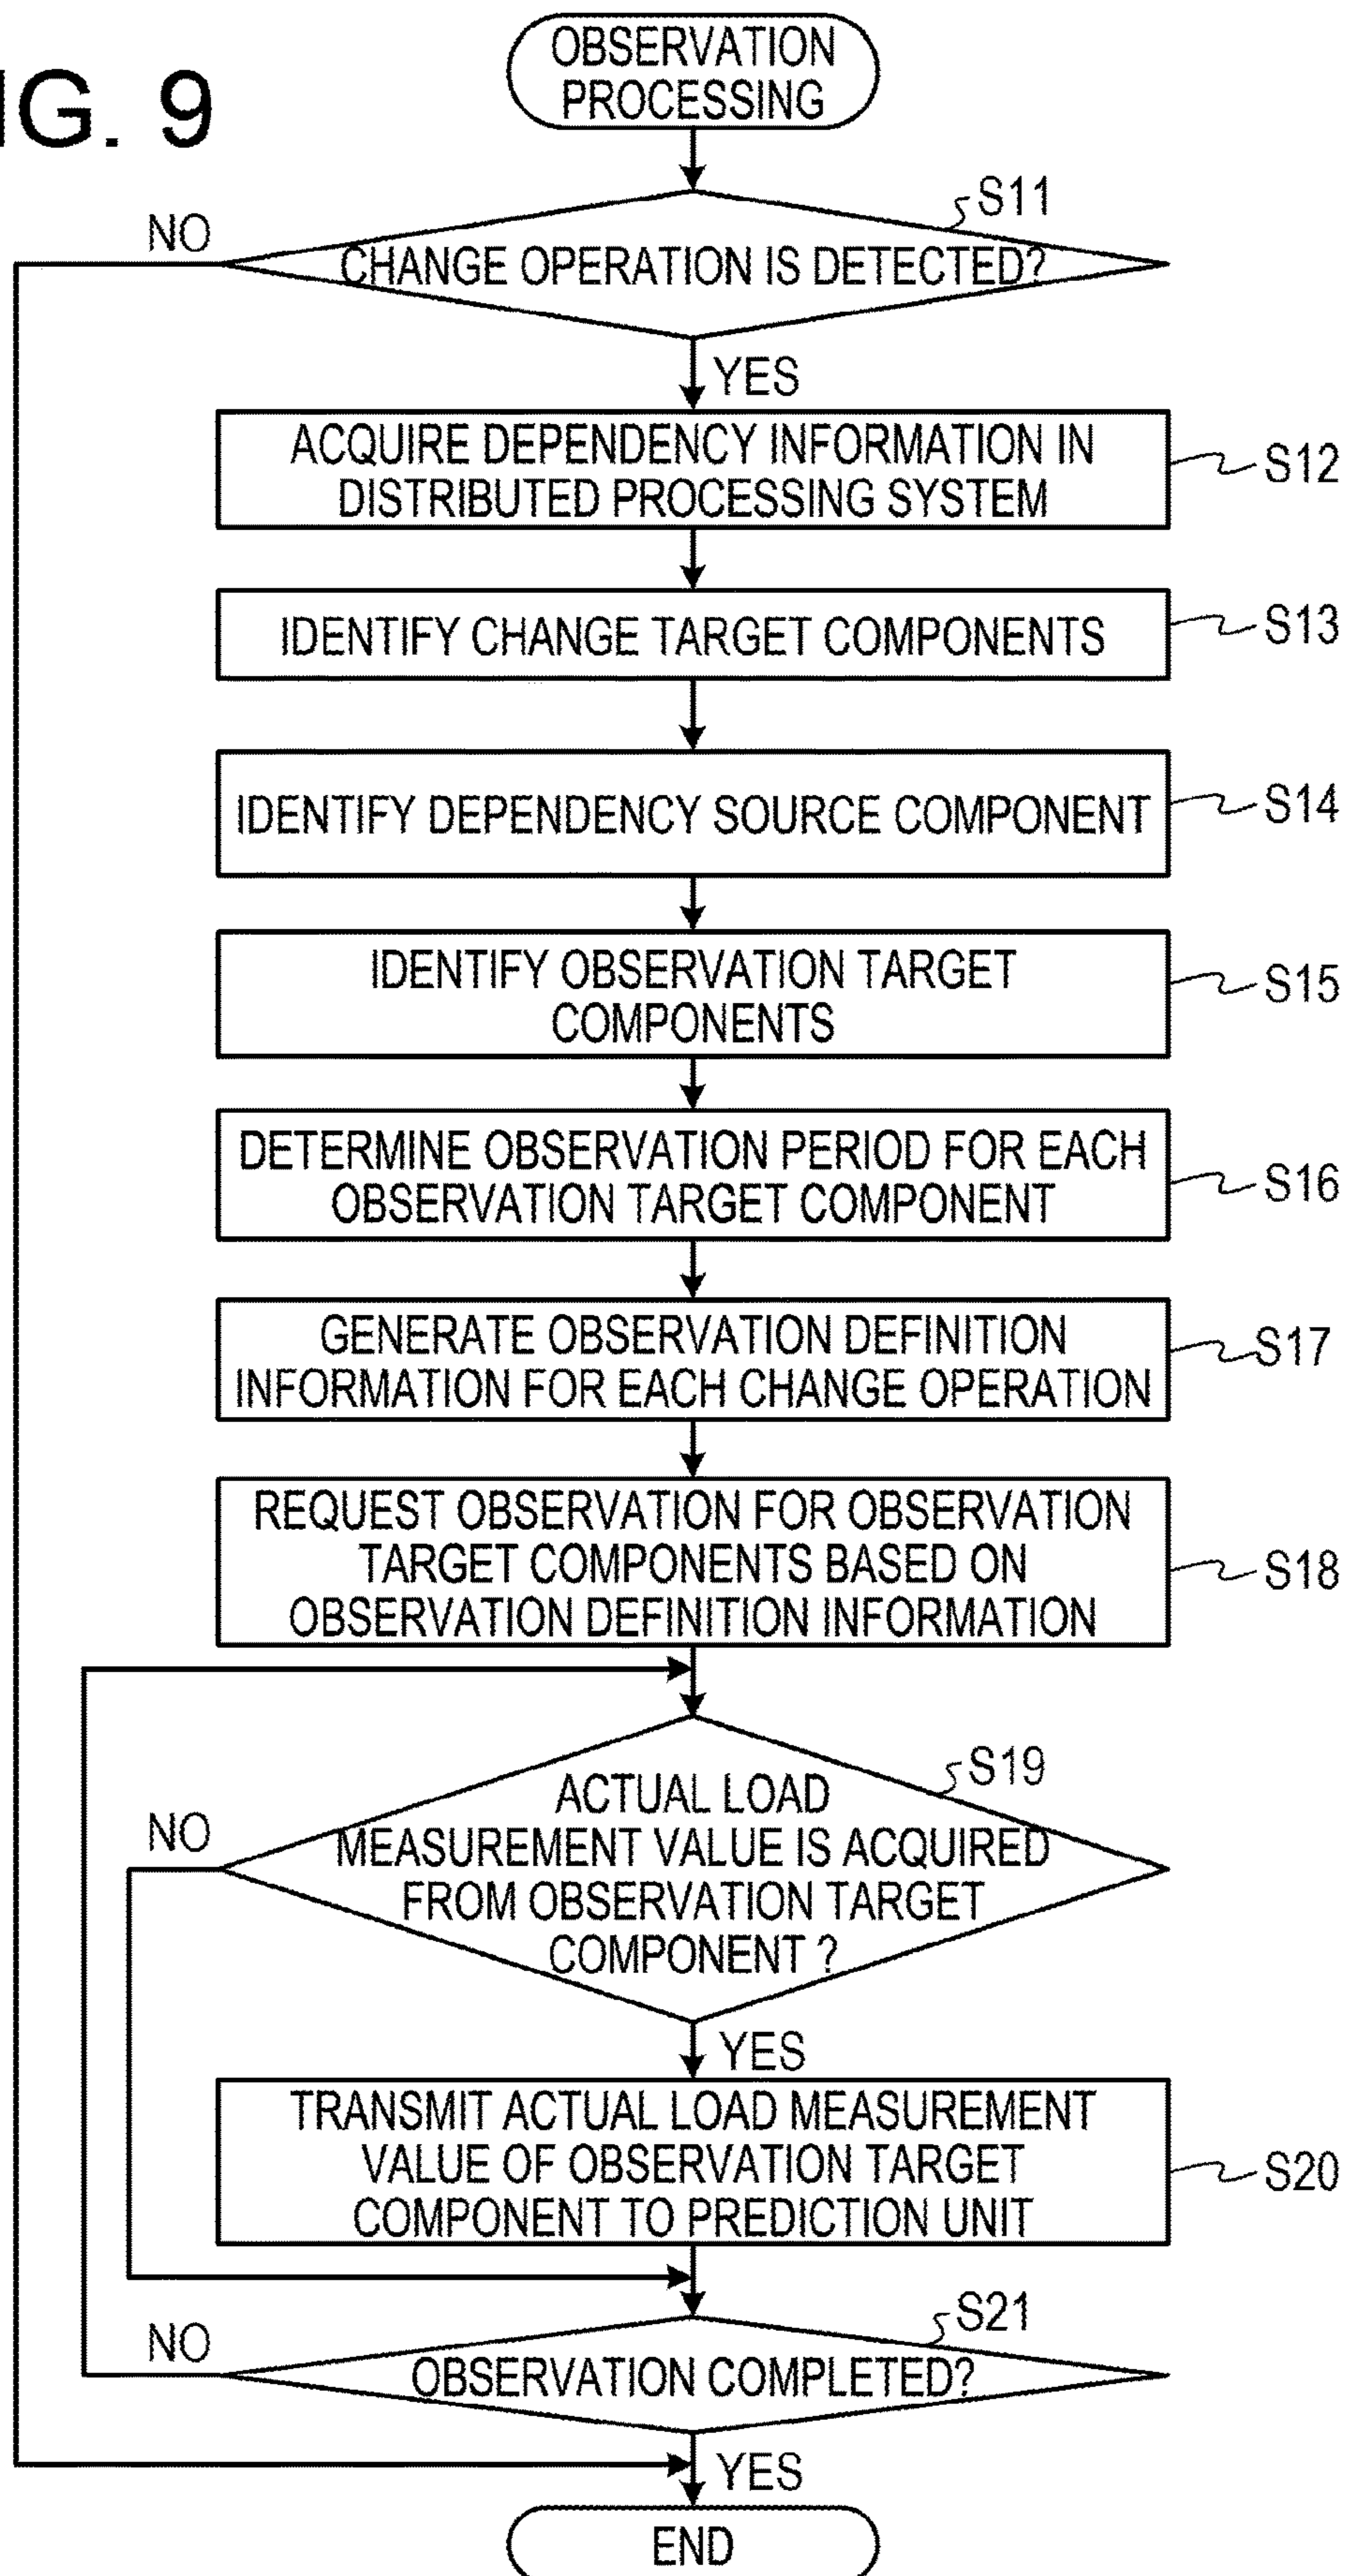 IG. 9
OBSERVATION
PROCESSING
S11
NO
CHANGE OPERATION IS DETECTED?
YES
ACQUIRE DEPENDENCY INFORMATION IN
DISTRIBUTED PROCESSING SYSTEM
S12
IDENTIFY CHANGE TARGET COMPONENTS
S13
IDENTIFY DEPENDENCY SOURCE COMPONENT
S14
IDENTIFY OBSERVATION TARGET
COMPONENTS
S15
DETERMINE OBSERVATION PERIOD FOR EACH
OBSERVATION TARGET COMPONENT
S16
GENERATE OBSERVATION DEFINITION
INFORMATION FOR EACH CHANGE OPERATION
S17
REQUEST OBSERVATION FOR OBSERVATION
TARGET COMPONENTS BASED ON
OBSERVATION DEFINITION INFORMATION
S18
S19
NO
ACTUAL LOAD
MEASUREMENT VALUE IS ACQUIRED
FROM OBSERVATION TARGET
COMPONENT ?
YES
TRANSMIT ACTUAL LOAD MEASUREMENT
VALUE OF OBSERVATION TARGET
COMPONENT TO PREDICTION UNIT
S20
S21
NO
OBSERVATION COMPLETED?
YES
END